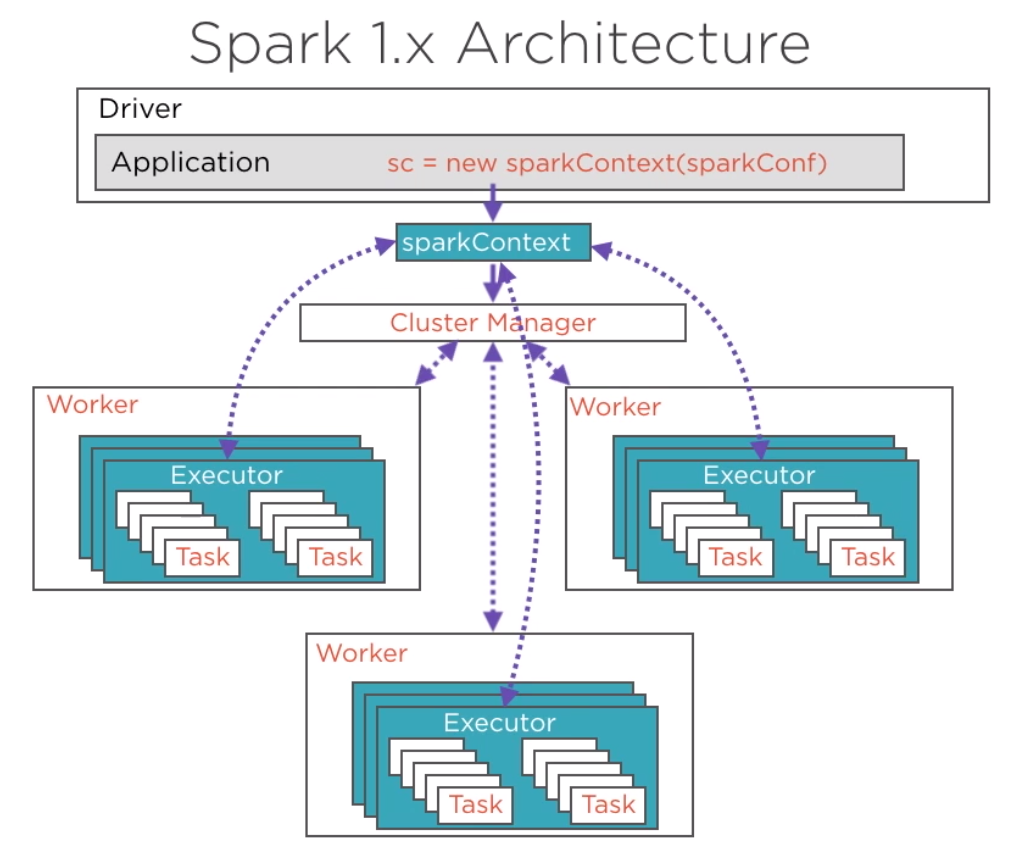 Spark 1.x Architecture
Driver
Application sc = new sparkContext(sparkConf)
sparkContext
Cluster Manager
Worker
Executor
Task Task
Worker
Executor
Task Task
Worker
Executor
Task Task